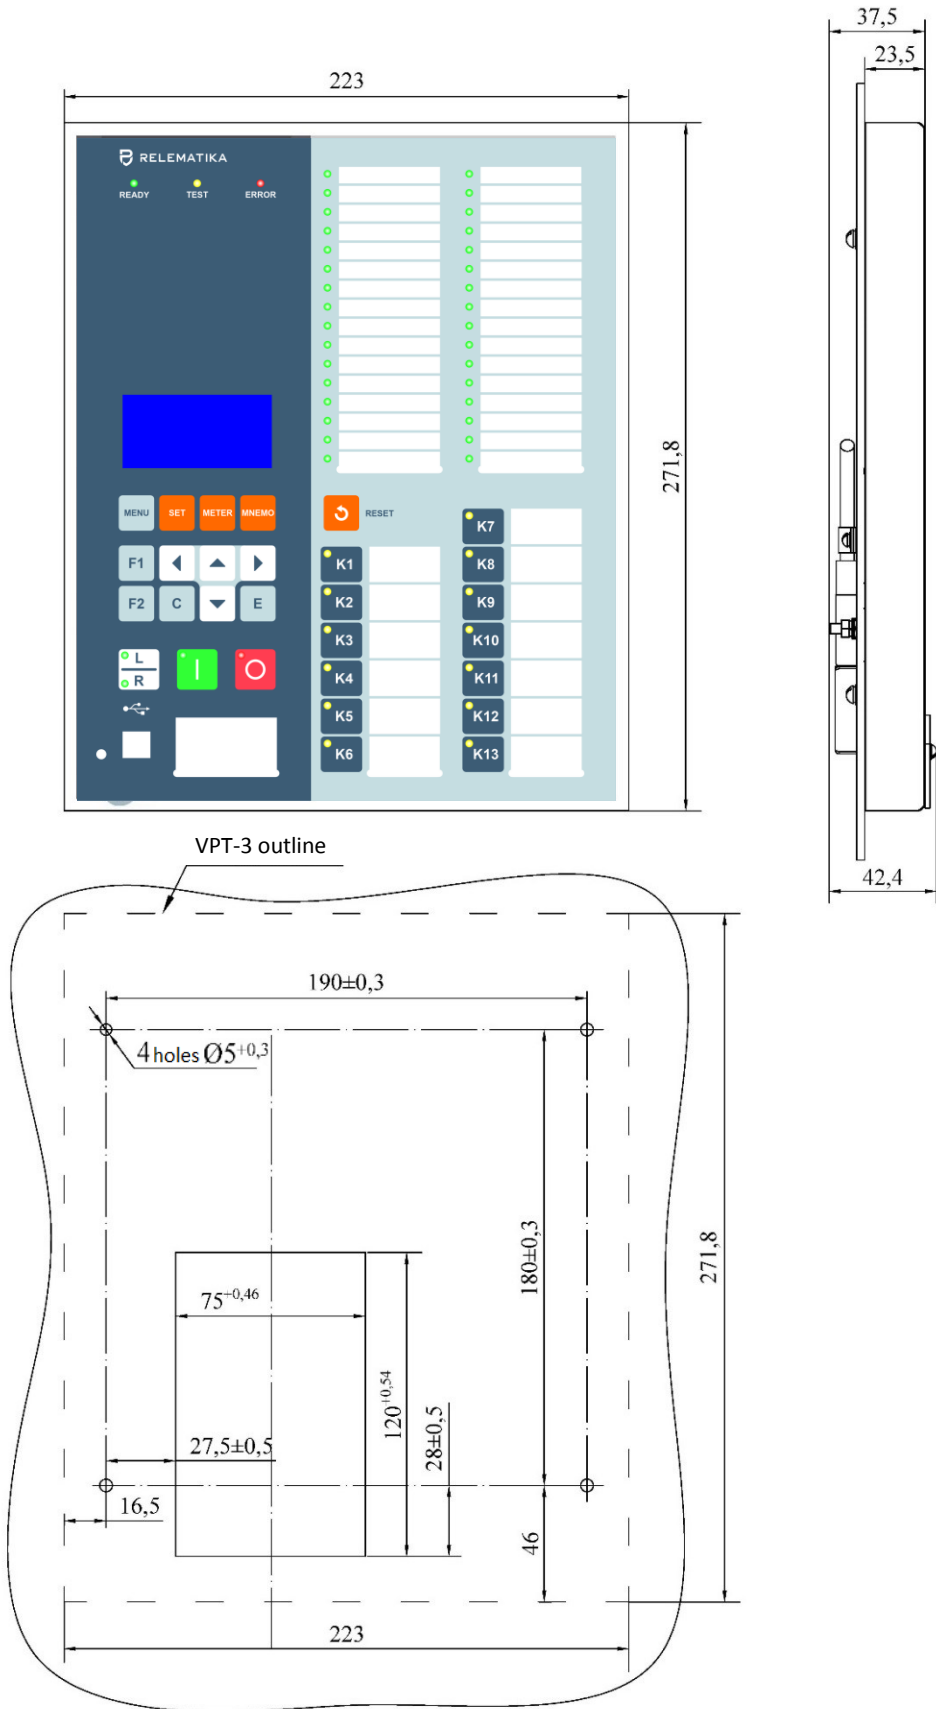 37,5
23,5
223
RELEMATIKA
READY TEST ERROR
271,8
MENU SET METER MNEMO
RESET
F1
F2 C E
L
R
K1
K2
K3
K4
K5
K6
K7
K8
K9
K10
K11
K12
K13
42,4
VPT-3 outline
190±0,3
4 holes Ø5+0,3
180±0,3
271,8
75+0,46
120+0,54
28±0,5
27,5±0,5
16,5
46
223